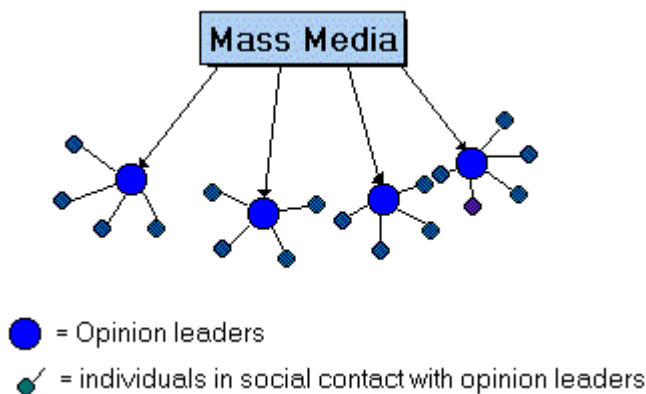 Mass Media
= Opinion leaders
= individuals in social contact with opinion leaders